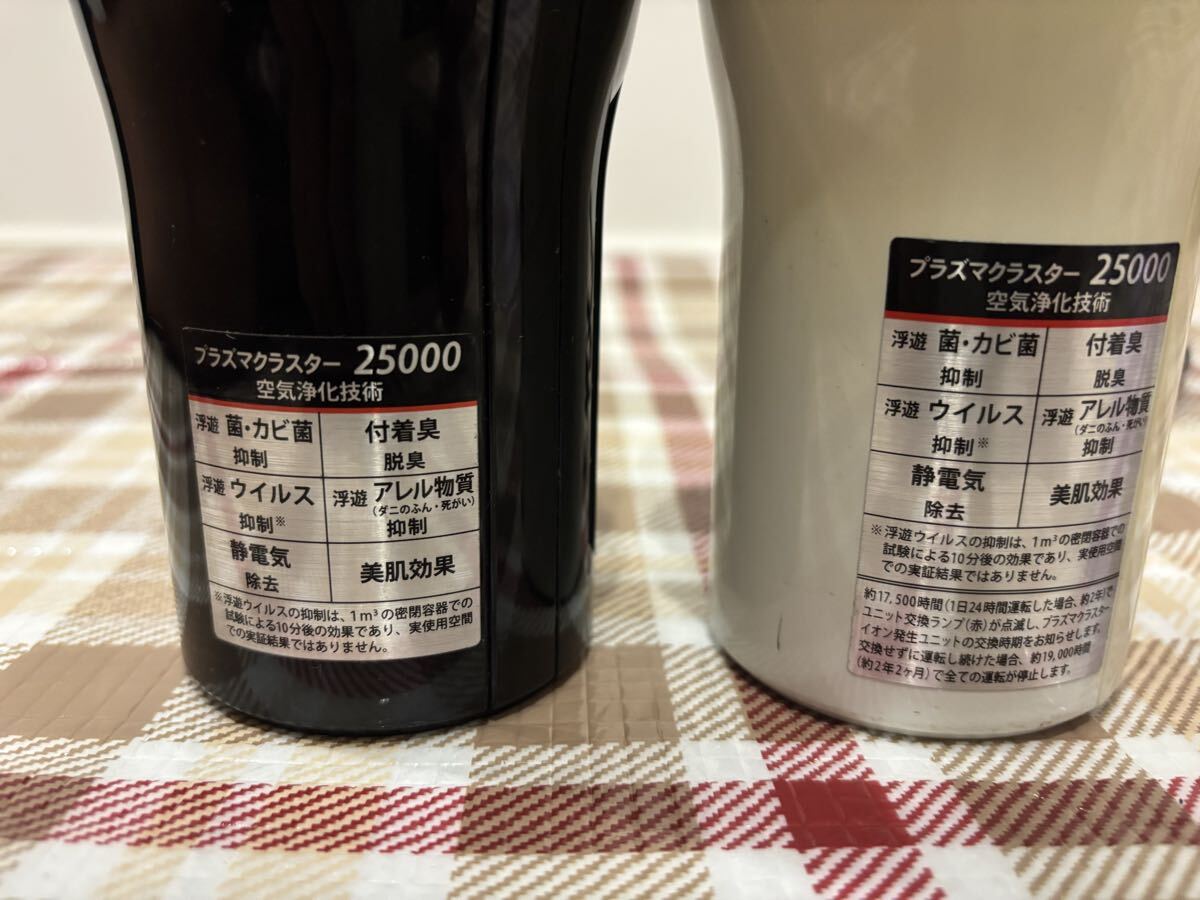 プラズマクラスター 25000
空気浄化技術
浮遊 菌・カビ菌
抑制
付着臭
脱臭
浮遊 ウイルス
抑制※
浮遊 アレル物質
(ダニのふん・死がい)
抑制
静電気
除去
美肌効果
※浮遊ウイルスの抑制は、1m³の密閉容器での
試験による10分後の効果であり、実使用空間
での実証結果ではありません。
プラズマクラスター 25000
空気浄化技術
浮遊 菌・カビ菌
抑制
付着臭
脱臭
浮遊 ウイルス
抑制※
浮遊 アレル物質
(ダニのふん・死がい)
抑制
静電気
除去
美肌効果
※浮遊ウイルスの抑制は、1m³の密閉容器での
試験による10分後の効果であり、実使用空間
での実証結果ではありません。
約17,500時間(1日24時間運転した場合、約2年)で
ユニット交換ランプ(赤)が点滅し、プラズマクラスター
イオン発生ユニットの交換時期をお知らせします。
交換せずに運転し続けた場合、約19,000時間
(約2年2ヶ月)で全ての運転が停止します。